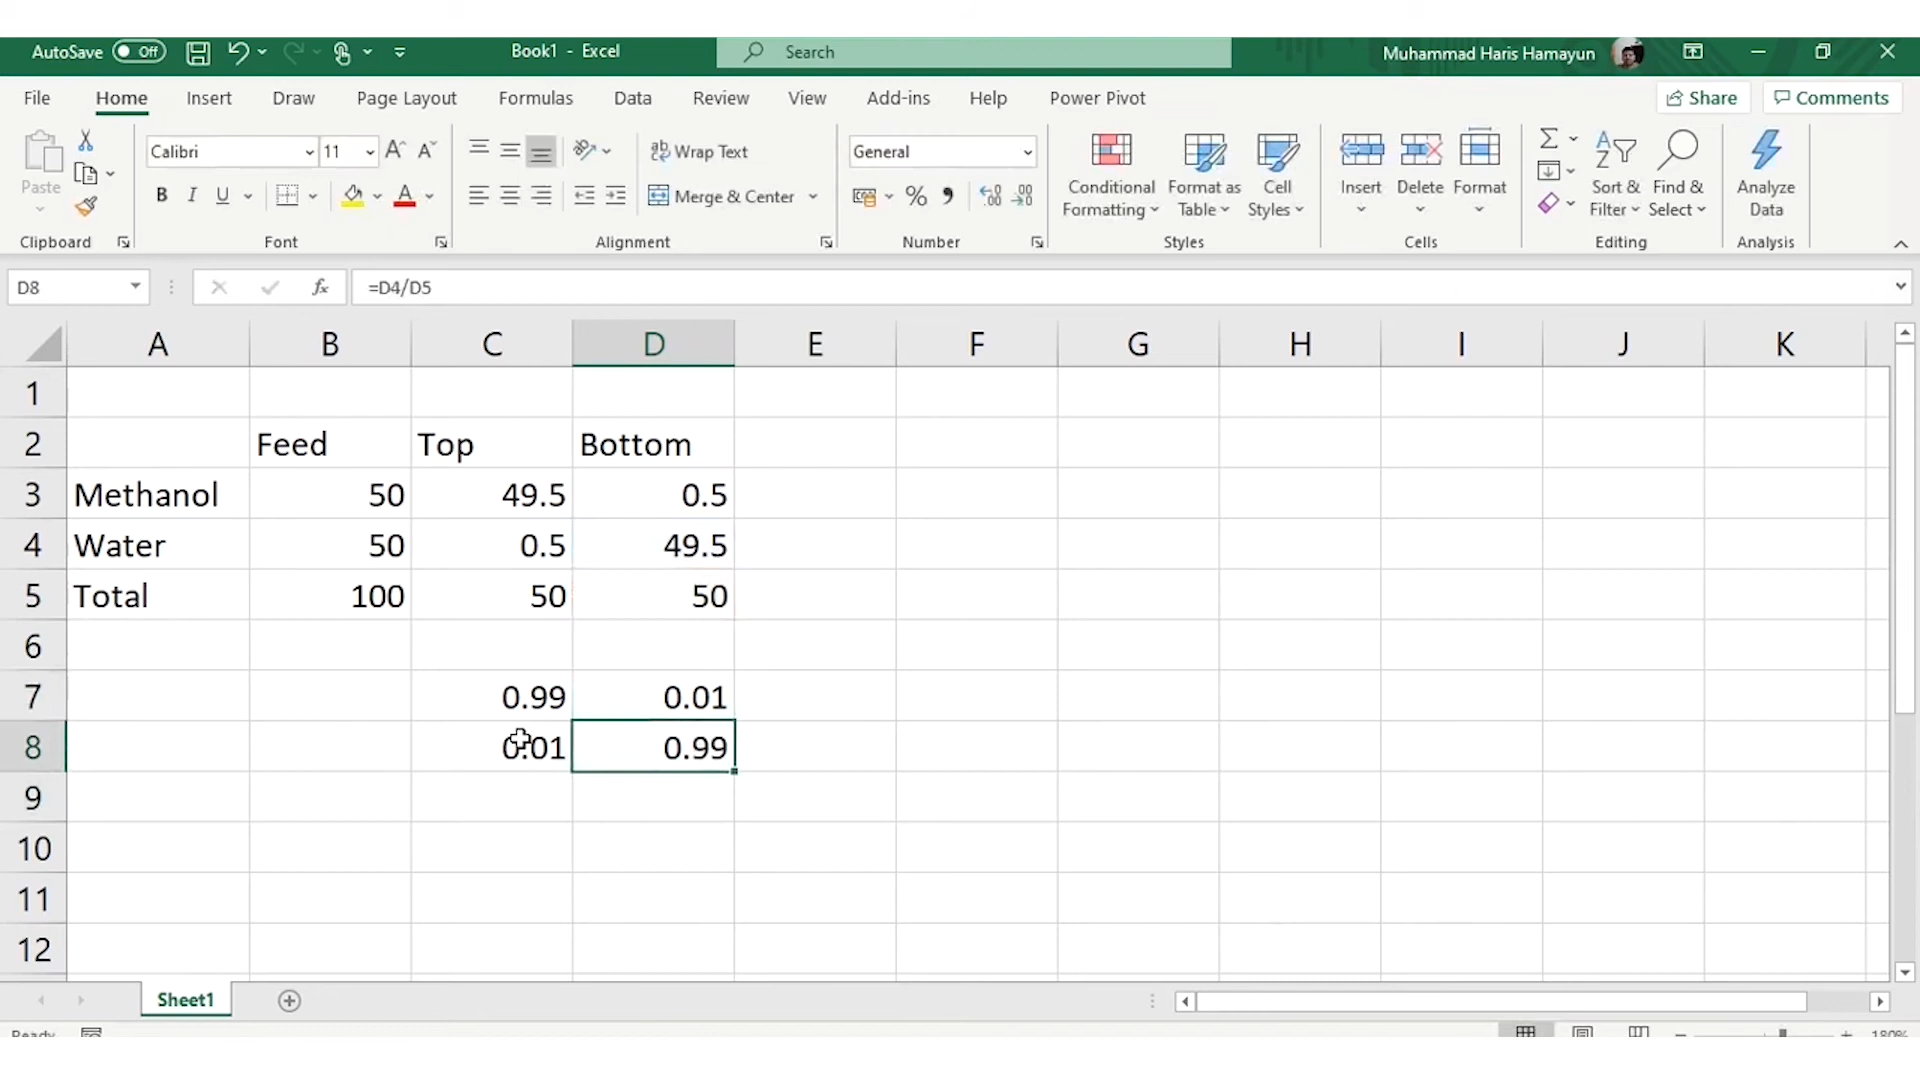 AutoSave Off Book1 - Excel Search Muhammad Haris Hamayun
File Home Insert Draw Page Layout Formulas Data Review View Add-ins Help Power Pivot Share Comments
Paste Calibri 11 A A Wrap Text General Conditional Formatting Format as Table Cell Styles Insert Delete Format Sort & Filter Find & Select Analyze Data
B I U A Merge & Center %
Clipboard Font Alignment Number Styles Cells Editing Analysis
D8 fx =D4/D5
A B C D E F G H I J K
1
2 Feed Top Bottom
3 Methanol 50 49.5 0.5
4 Water 50 0.5 49.5
5 Total 100 50 50
6
7 0.99 0.01
8 0.01 0.99
9
10
11
12
Sheet1
Ready 180%